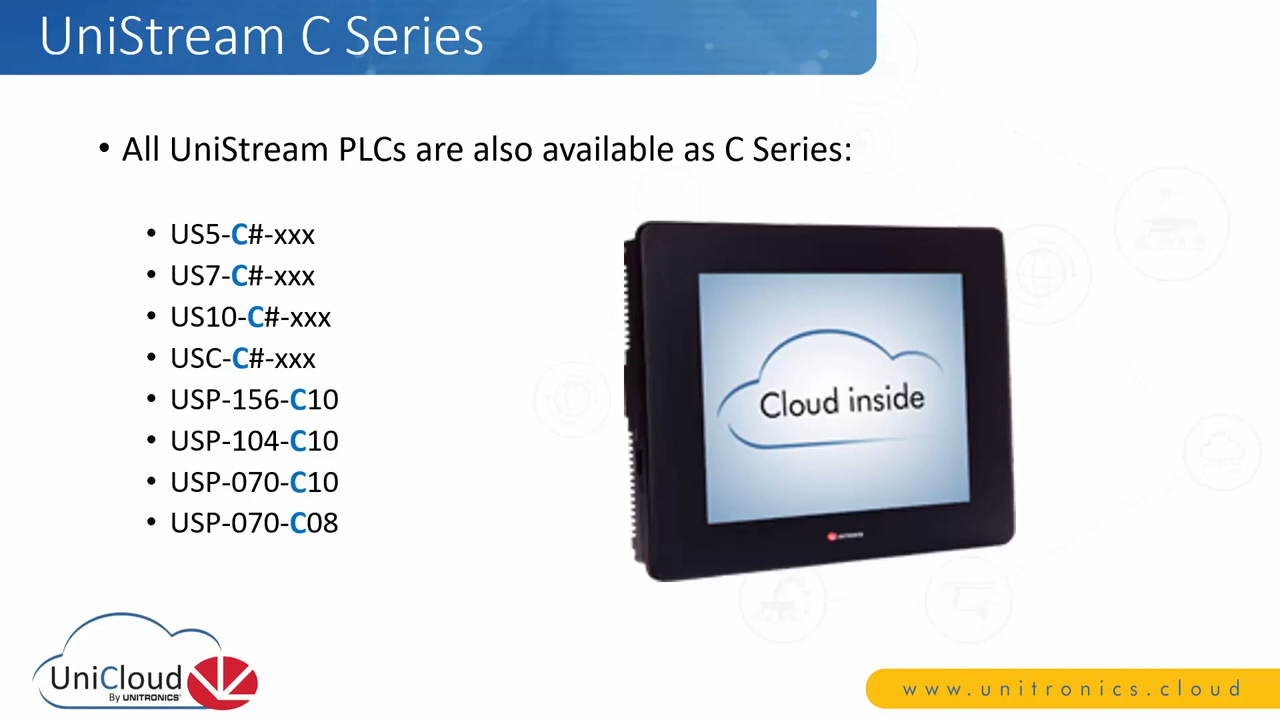 UniStream C Series
• All UniStream PLCs are also available as C Series:
• US5-C#-xxx
• US7-C#-xxx
• US10-C#-xxx
• USC-C#-xxx
• USP-156-C10
• USP-104-C10
• USP-070-C10
• USP-070-C08
Cloud inside
UNITRONICS
UniCloud
By UNITRONICS
www.unitronics.cloud